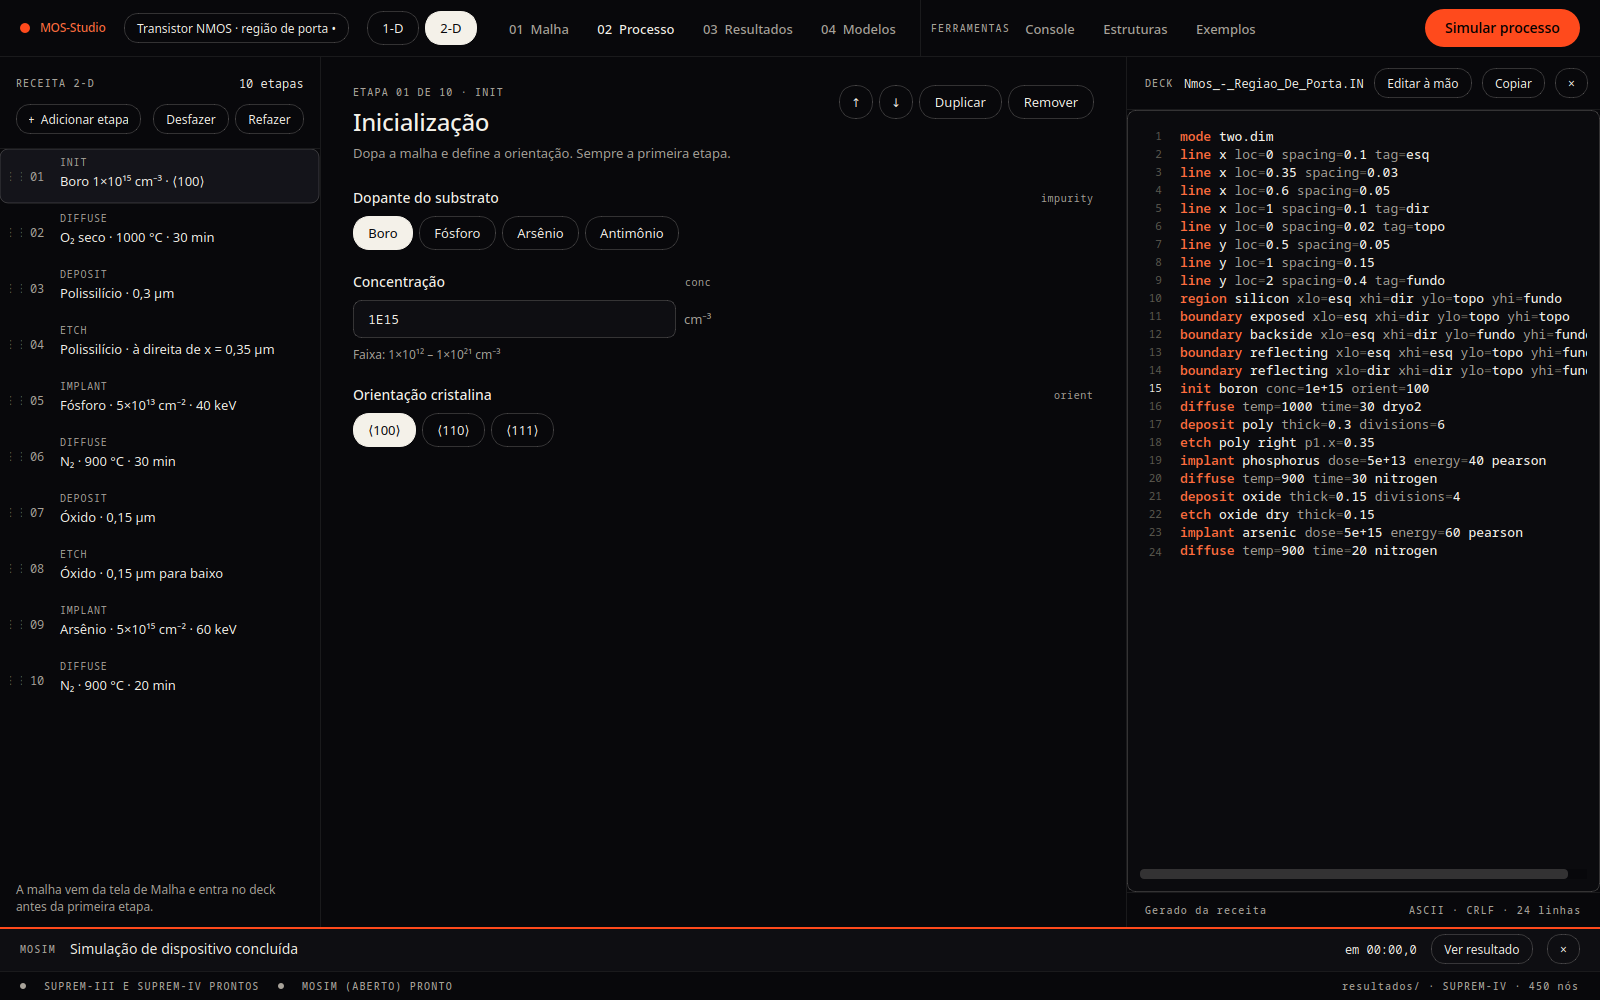 MOS-Studio
Transistor NMOS · região de porta •
1-D
2-D
01 Malha
02 Processo
03 Resultados
04 Modelos
FERRAMENTAS
Console
Estruturas
Exemplos
Simular processo
RECEITA 2-D
10 etapas
+ Adicionar etapa
Desfazer
Refazer
01 INIT
Boro 1×10¹⁵ cm⁻³ · ⟨100⟩
02 DIFFUSE
O₂ seco · 1000 °C · 30 min
03 DEPOSIT
Polissilício · 0,3 µm
04 ETCH
Polissilício · à direita de x = 0,35 µm
05 IMPLANT
Fósforo · 5×10¹³ cm⁻² · 40 keV
06 DIFFUSE
N₂ · 900 °C · 30 min
07 DEPOSIT
Óxido · 0,15 µm
08 ETCH
Óxido · 0,15 µm para baixo
09 IMPLANT
Arsênio · 5×10¹⁵ cm⁻² · 60 keV
10 DIFFUSE
N₂ · 900 °C · 20 min
A malha vem da tela de Malha e entra no deck
antes da primeira etapa.
ETAPA 01 DE 10 · INIT
Inicialização
Dopa a malha e define a orientação. Sempre a primeira etapa.
↑
↓
Duplicar
Remover
Dopante do substrato
impurity
Boro
Fósforo
Arsênio
Antimônio
Concentração
conc
1E15
cm⁻³
Faixa: 1×10¹² – 1×10²¹ cm⁻³
Orientação cristalina
orient
⟨100⟩
⟨110⟩
⟨111⟩
DECK
Nmos_-_Regiao_De_Porta.IN
Editar à mão
Copiar
×
1 mode two.dim
2 line x loc=0 spacing=0.1 tag=esq
3 line x loc=0.35 spacing=0.03
4 line x loc=0.6 spacing=0.05
5 line x loc=1 spacing=0.1 tag=dir
6 line y loc=0 spacing=0.02 tag=topo
7 line y loc=0.5 spacing=0.05
8 line y loc=1 spacing=0.15
9 line y loc=2 spacing=0.4 tag=fundo
10 region silicon xlo=esq xhi=dir ylo=topo yhi=fundo
11 boundary exposed xlo=esq xhi=dir ylo=topo yhi=topo
12 boundary backside xlo=esq xhi=dir ylo=fundo yhi=fund
13 boundary reflecting xlo=esq xhi=esq ylo=topo yhi=fun
14 boundary reflecting xlo=dir xhi=dir ylo=topo yhi=fun
15 init boron conc=1e+15 orient=100
16 diffuse temp=1000 time=30 dryo2
17 deposit poly thick=0.3 divisions=6
18 etch poly right p1.x=0.35
19 implant phosphorus dose=5e+13 energy=40 pearson
20 diffuse temp=900 time=30 nitrogen
21 deposit oxide thick=0.15 divisions=4
22 etch oxide dry thick=0.15
23 implant arsenic dose=5e+15 energy=60 pearson
24 diffuse temp=900 time=20 nitrogen
Gerado da receita
ASCII · CRLF · 24 linhas
MOSIM
Simulação de dispositivo concluída
em 00:00,0
Ver resultado
×
SUPREM-III E SUPREM-IV PRONTOS
MOSIM (ABERTO) PRONTO
resultados/ · SUPREM-IV · 450 nós